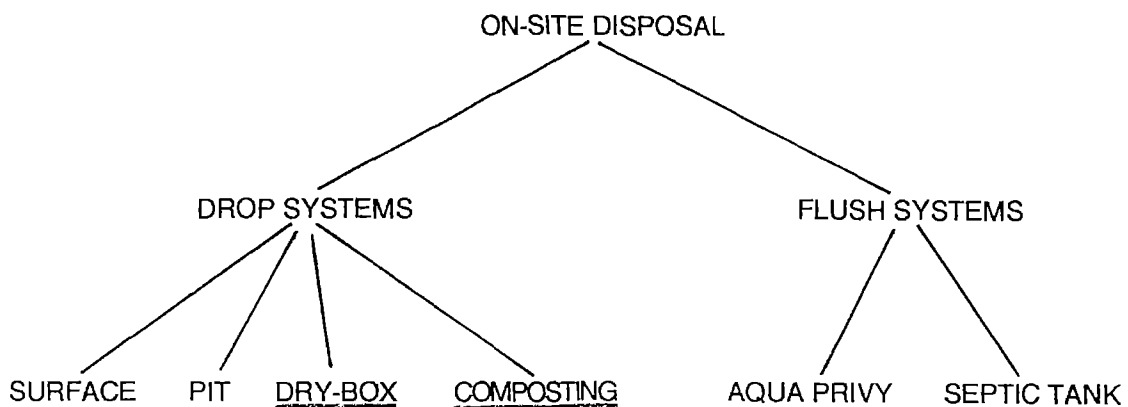 ON-SITE DISPOSAL
DROP SYSTEMS FLUSH SYSTEMS
SURFACE PIT DRY-BOX COMPOSTING AQUA PRIVY SEPTIC TANK